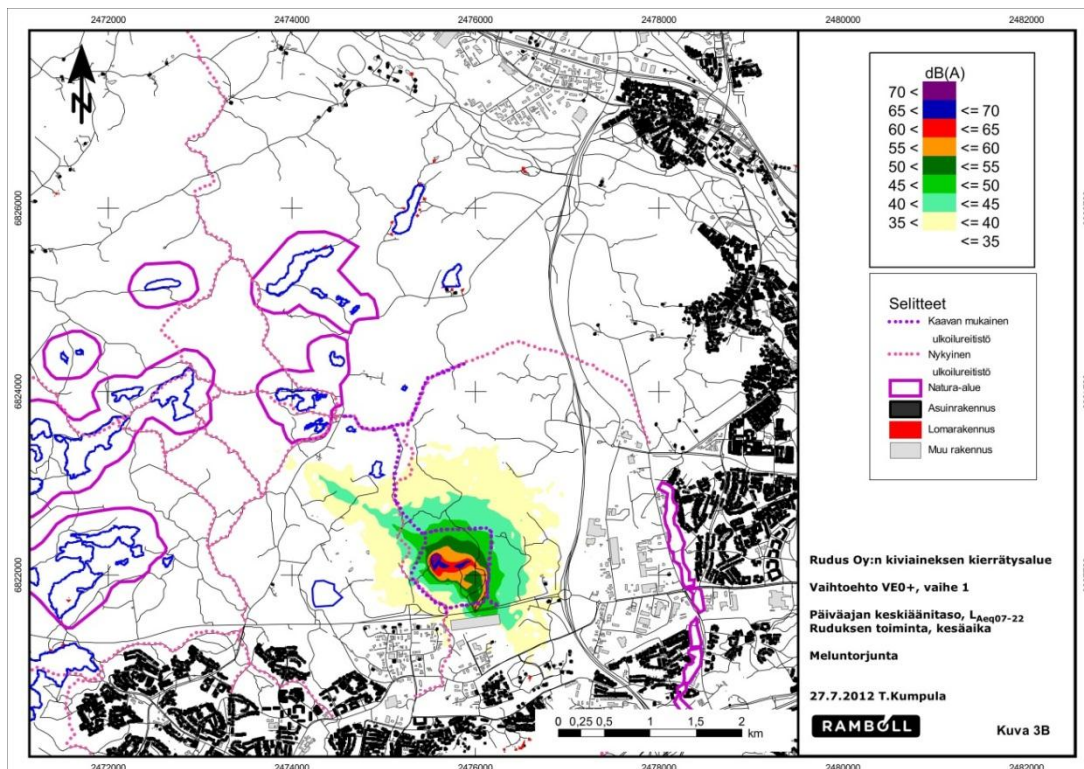 2472000
2474000
2476000
2478000
2480000
2482000
N
6826000
6824000
6822000
dB(A)
70 <
65 < <= 70
60 < <= 65
55 < <= 60
50 < <= 55
45 < <= 50
40 < <= 45
35 < <= 40
<= 35
Selitteet
Kaavan mukainen
ulkoilureitistö
Nykyinen
ulkoilureitistö
Natura-alue
Asuinrakennus
Lomarakennus
Muu rakennus
Rudus Oy:n kiviaineksen kierrätysalue
Vaihtoehto VE0+, vaihe 1
Päiväajan keskiäänitaso, LAeq07-22
Ruduksen toiminta, kesäaika
Meluntorjunta
27.7.2012 T.Kumpula
RAMBOLL
Kuva 3B
0 0,25 0,5 1 1,5 2
km
2472000
2474000
2476000
2478000
2480000
2482000